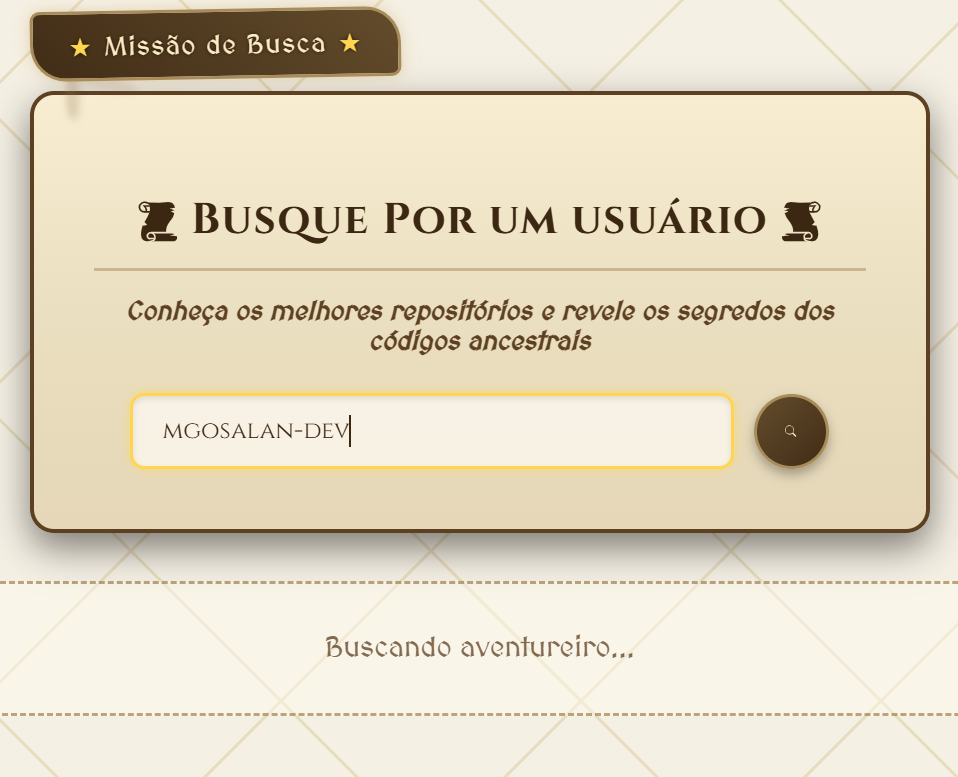 ★ Missão de Busca ★
Busque Por um usuário
Conheça os melhores repositórios e revele os segredos dos
códigos ancestrais
mgosalan-dev
Buscando aventureiro...